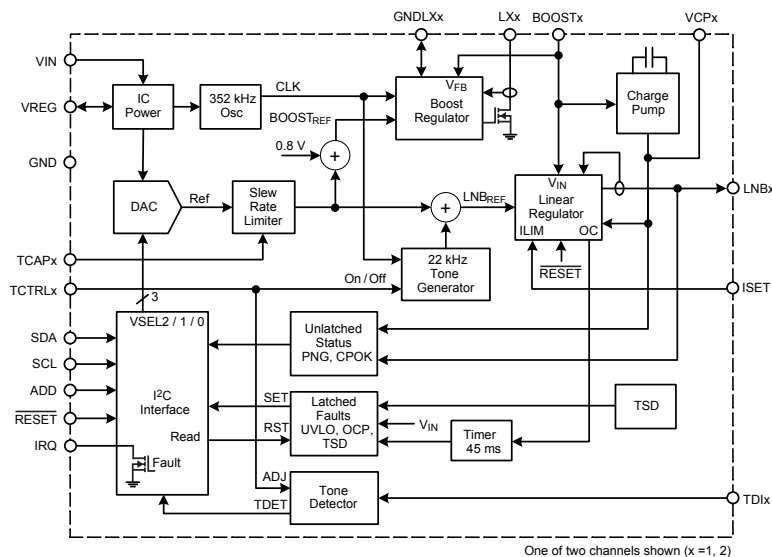 GNDLXx
LXx
BOOSTx
VCPx
VIN
VREG
GND
TCAPx
TCTRLx
SDA
SCL
ADD
RESET
IRQ
IC
Power
352 kHz
Osc
CLK
BOOSTREF
0.8 V
+
VFB
Boost
Regulator
Charge
Pump
DAC
Ref
Slew
Rate
Limiter
+
LNBREF
VIN
Linear
Regulator
ILIM
OC
RESET
LNBx
ISET
22 kHz
Tone
Generator
On / Off
3
VSEL2 / 1 / 0
I2C
Interface
Read
Fault
Unlatched
Status
PNG, CPOK
SET
RST
Latched
Faults
UVLO, OCP,
TSD
VIN
Timer
45 ms
TSD
ADJ
TDET
Tone
Detector
TDIx
One of two channels shown (x =1, 2)